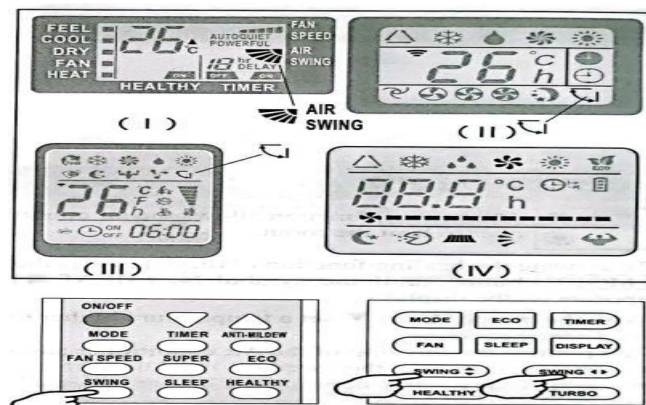 FEEL
COOL
DRY
FAN
HEAT
26°C
AUTOQUIET
POWERFUL
18 hr DELAY
ON OFF ON
FAN SPEED
AIR SWING
HEALTHY TIMER
AIR SWING
( I )
26 °C h
( II )
26 C F h
ON OFF 06:00
( III )
ECO
88.8 °C h
( IV )
ON/OFF
MODE TIMER ANTI-MILDEW
FAN SPEED SUPER ECO
SWING SLEEP HEALTHY
MODE ECO TIMER
FAN SLEEP DISPLAY
SWING SWING
HEALTHY TURBO